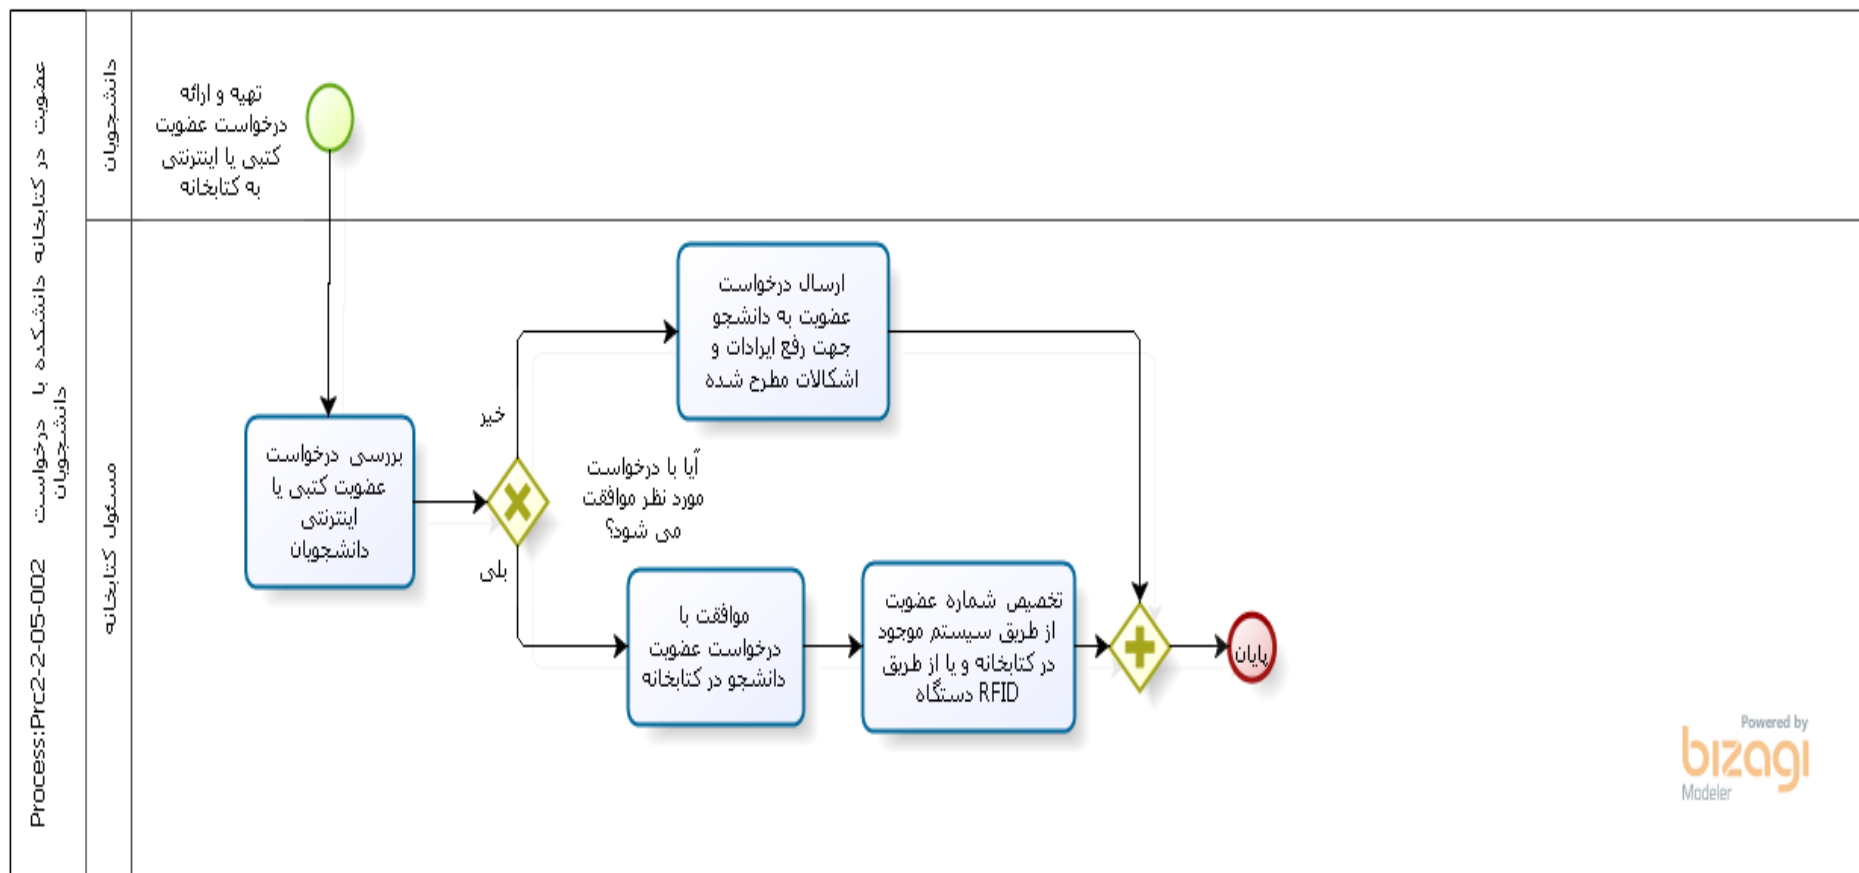 Process:Prc2-2-05-002 عضویت در کتابخانه دانشکده با درخواست
دانشجویان
دانشجویان
مسئول کتابخانه
تهیه و ارائه
درخواست عضویت
کتبی یا اینترنتی
به کتابخانه
بررسی درخواست
عضویت کتبی یا
اینترنتی
دانشجویان
خیر
بلی
آیا با درخواست
مورد نظر موافقت
می شود؟
ارسال درخواست
عضویت به دانشجو
جهت رفع ایرادات و
اشکالات مطرح شده
موافقت با
درخواست عضویت
دانشجو در کتابخانه
تخصیص شماره عضویت
از طریق سیستم موجود
در کتابخانه و یا از طریق
دستگاه RFID
پایان
Powered by
bizagi
Modeler